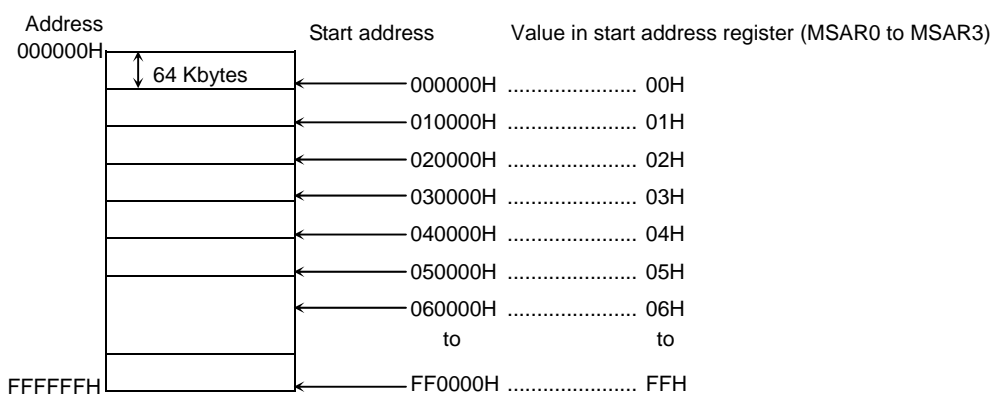 Address
000000H
Start address
Value in start address register (MSAR0 to MSAR3)
64 Kbytes
000000H ...................... 00H
010000H ...................... 01H
020000H ...................... 02H
030000H ...................... 03H
040000H ...................... 04H
050000H ...................... 05H
060000H ...................... 06H
to to
FFFFFFH
FF0000H ...................... FFH